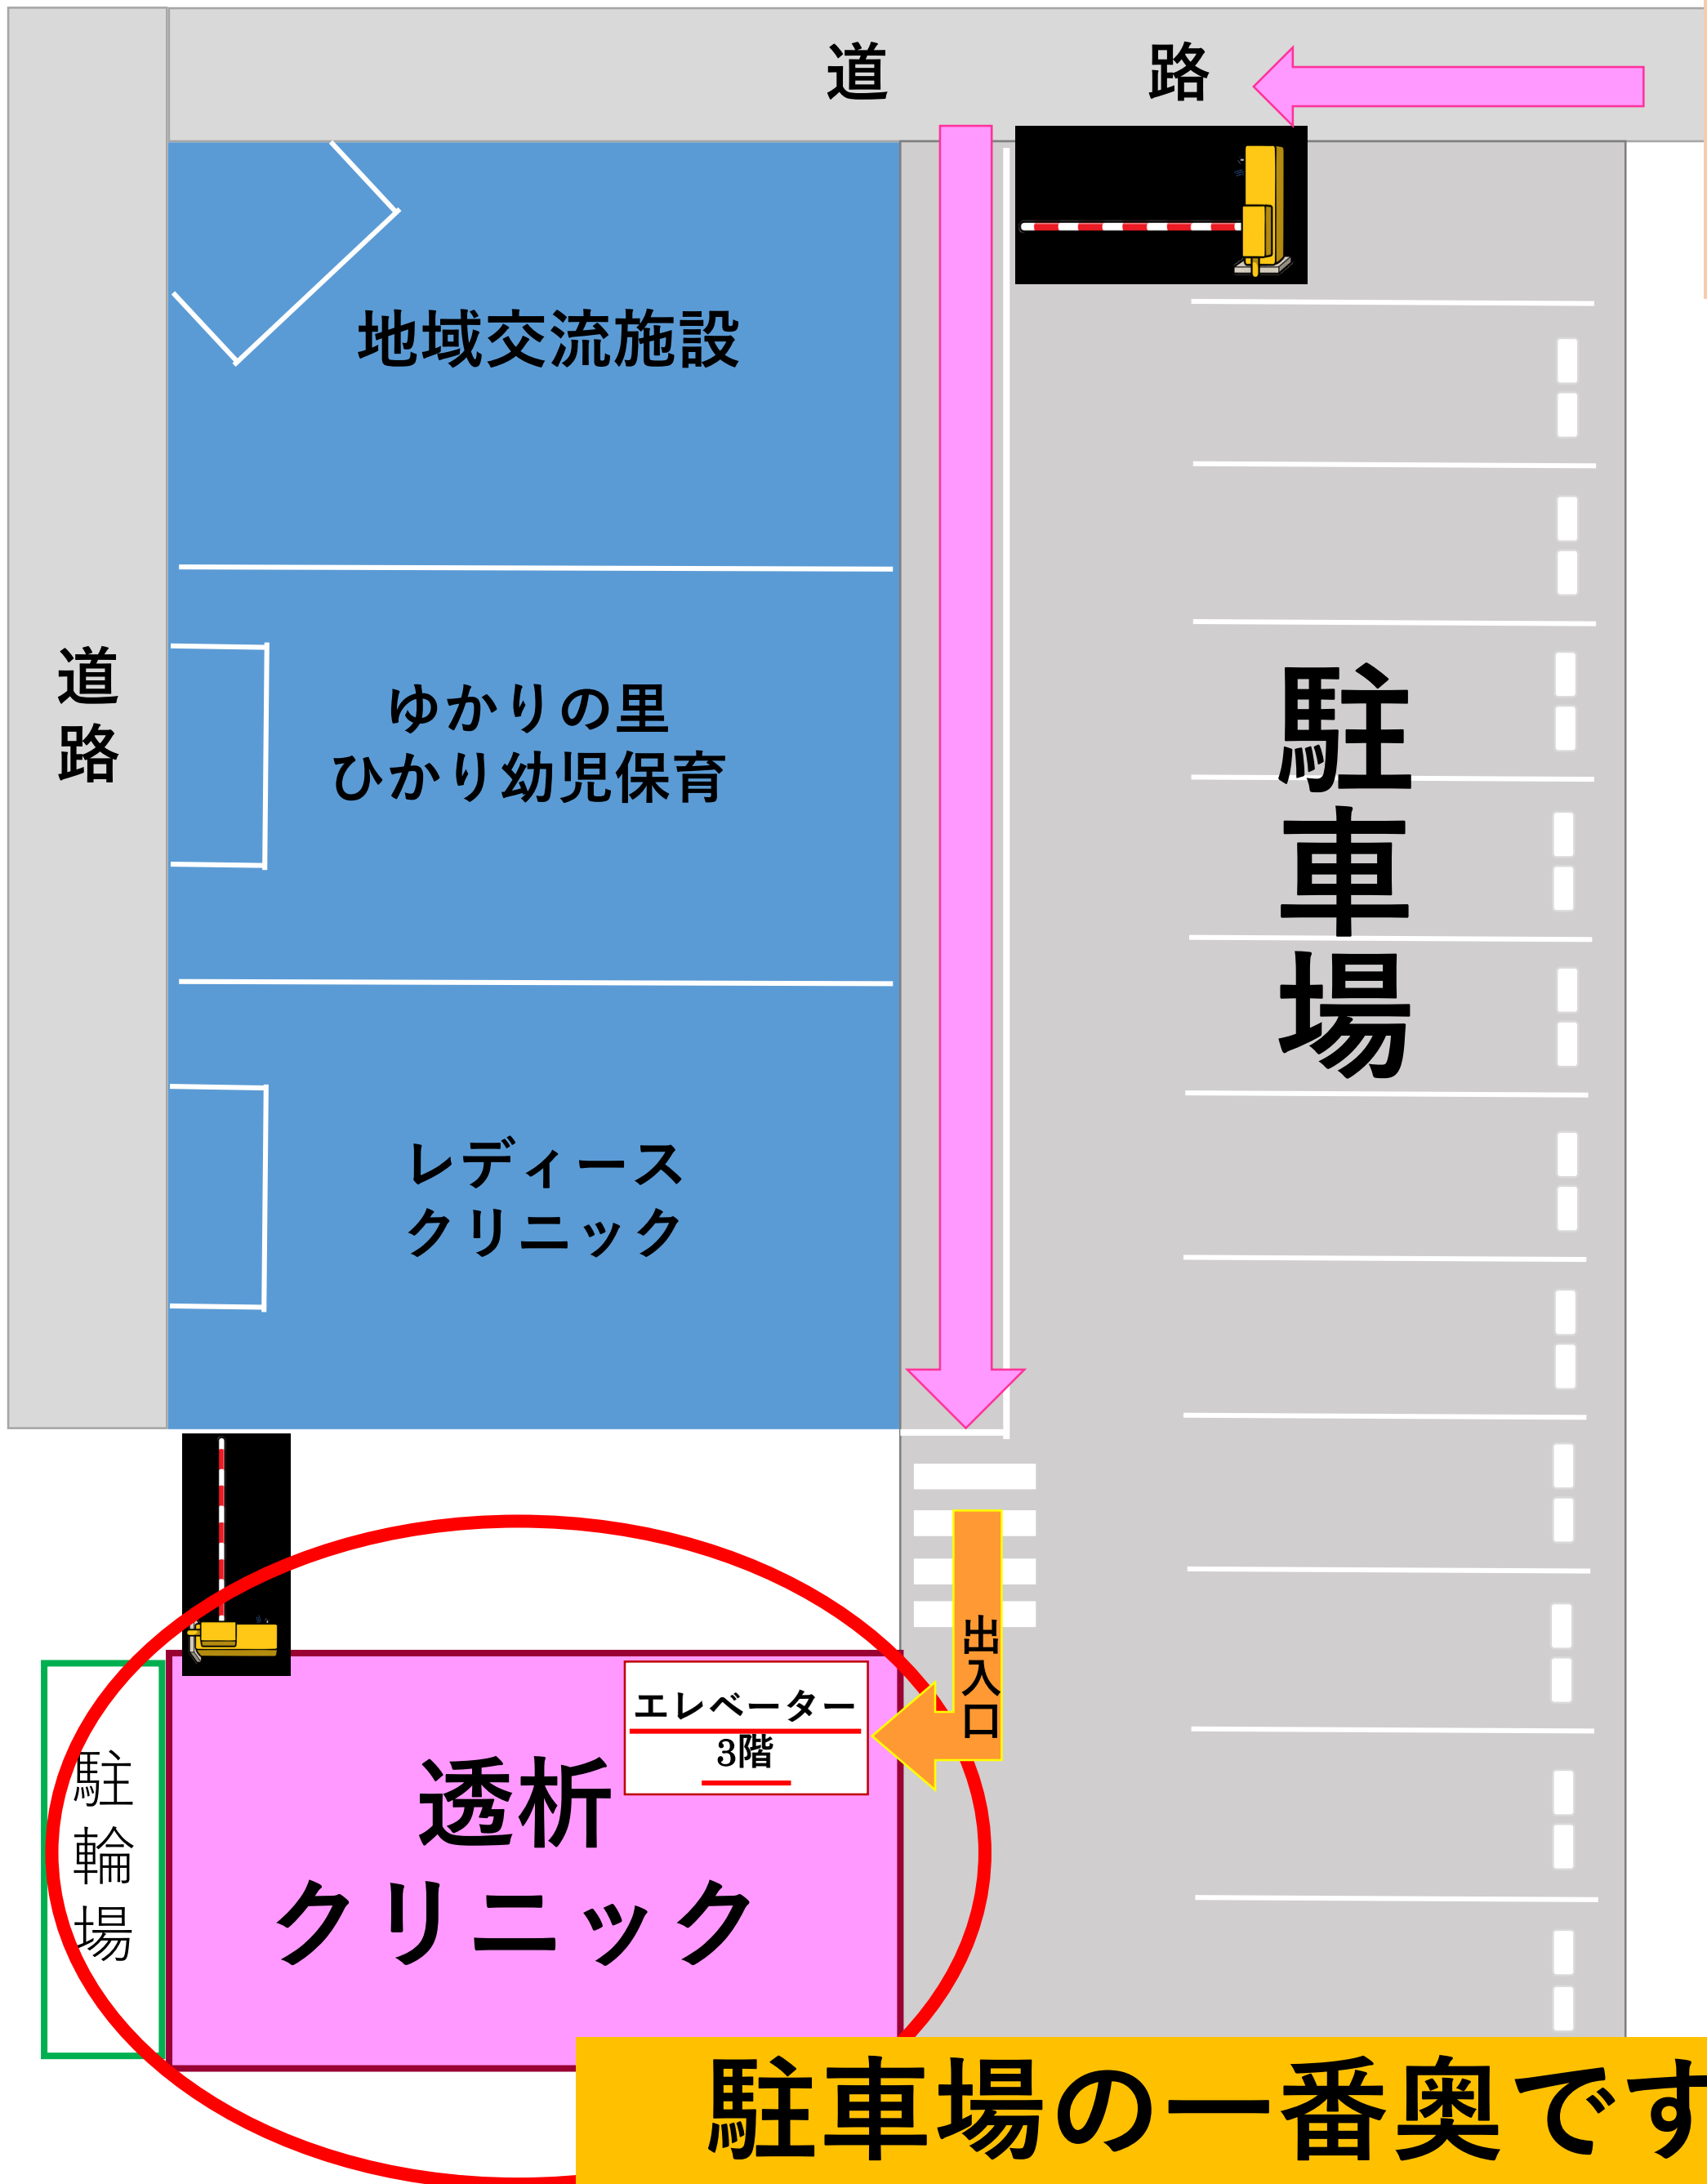 道 路
地域交流施設
道路
ゆかりの里
ひかり幼児保育
駐車場
レディース
クリニック
出入口
エレベーター
3階
透析
クリニック
駐輪場
駐車場の一番奥です